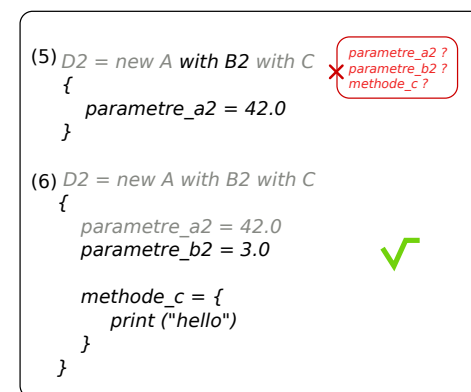 (5) D2 = new A with B2 with C
{
parametre_a2 = 42.0
}
parametre_a2 ?
parametre_b2 ?
methode_c ?
(6) D2 = new A with B2 with C
{
parametre_a2 = 42.0
parametre_b2 = 3.0
methode_c = {
print ("hello")
}
}